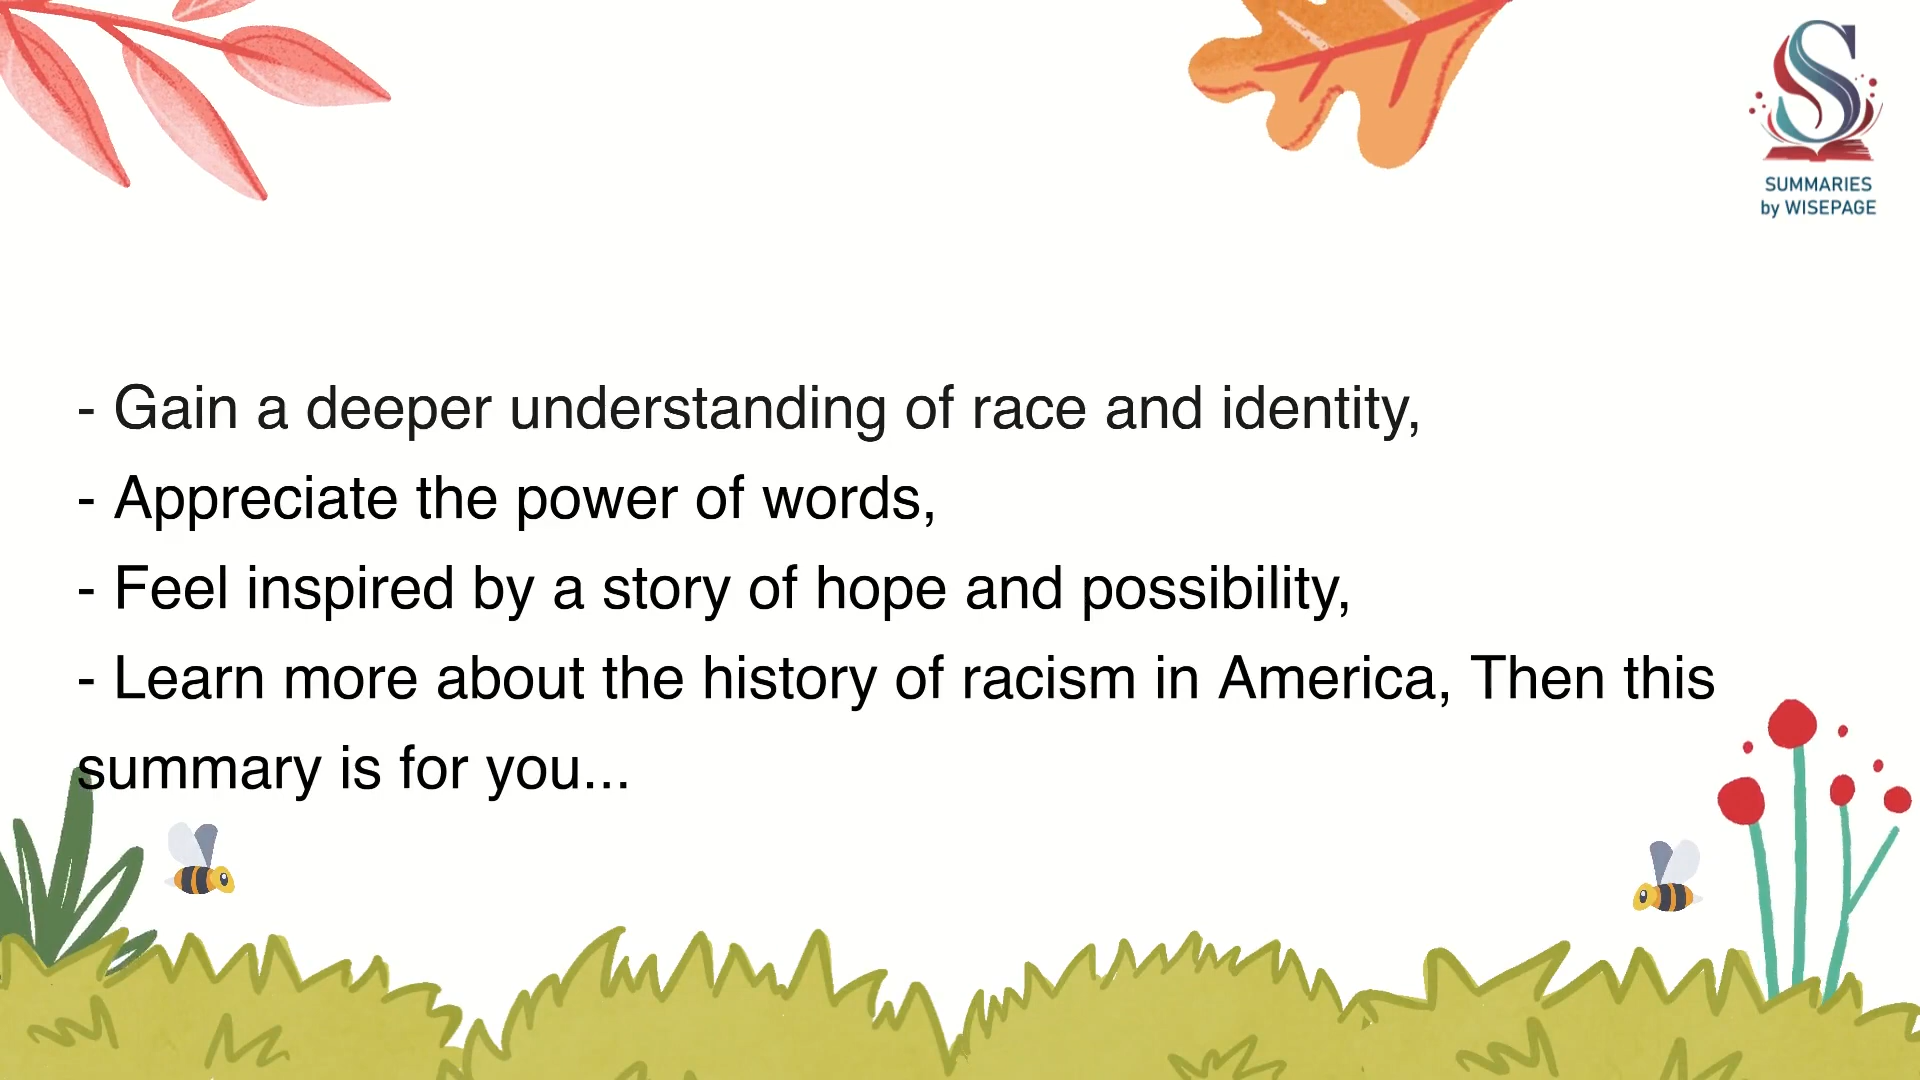 SUMMARIES
by WISEPAGE
- Gain a deeper understanding of race and identity,
- Appreciate the power of words,
- Feel inspired by a story of hope and possibility,
- Learn more about the history of racism in America, Then this
summary is for you...